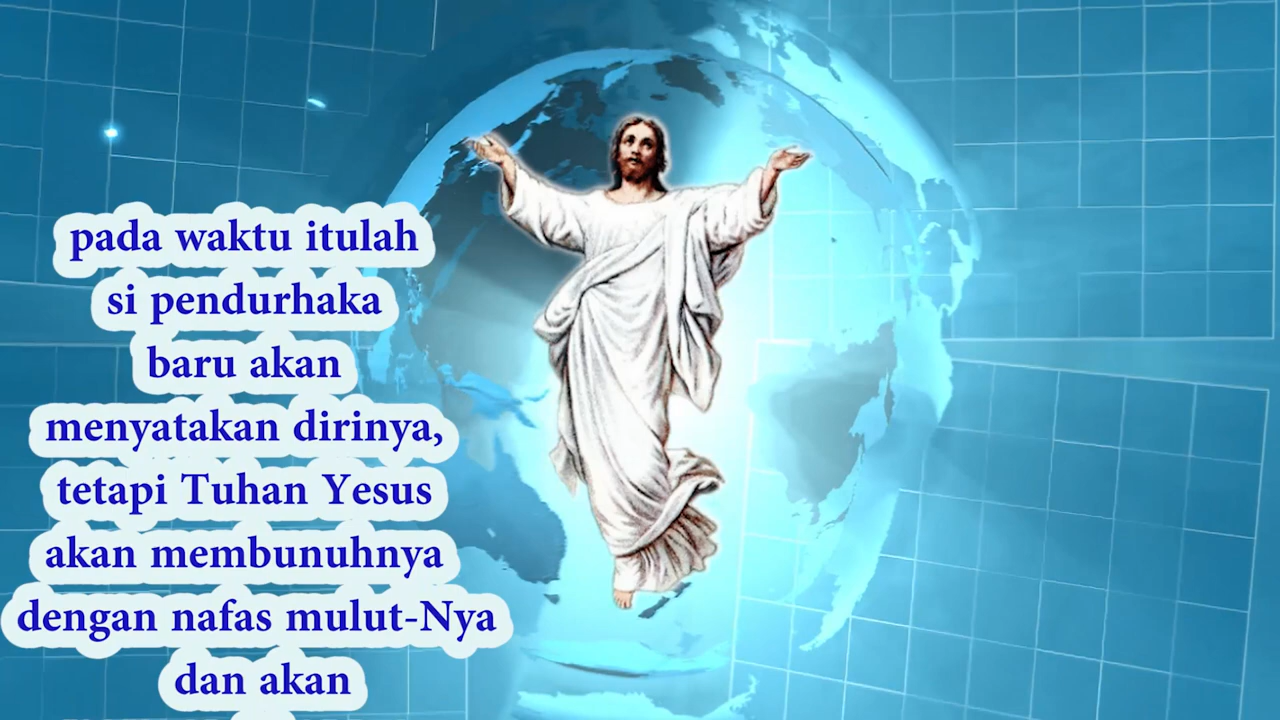 pada waktu itulah
si pendurhaka
baru akan
menyatakan dirinya,
tetapi Tuhan Yesus
akan membunuhnya
dengan nafas mulut-Nya
dan akan